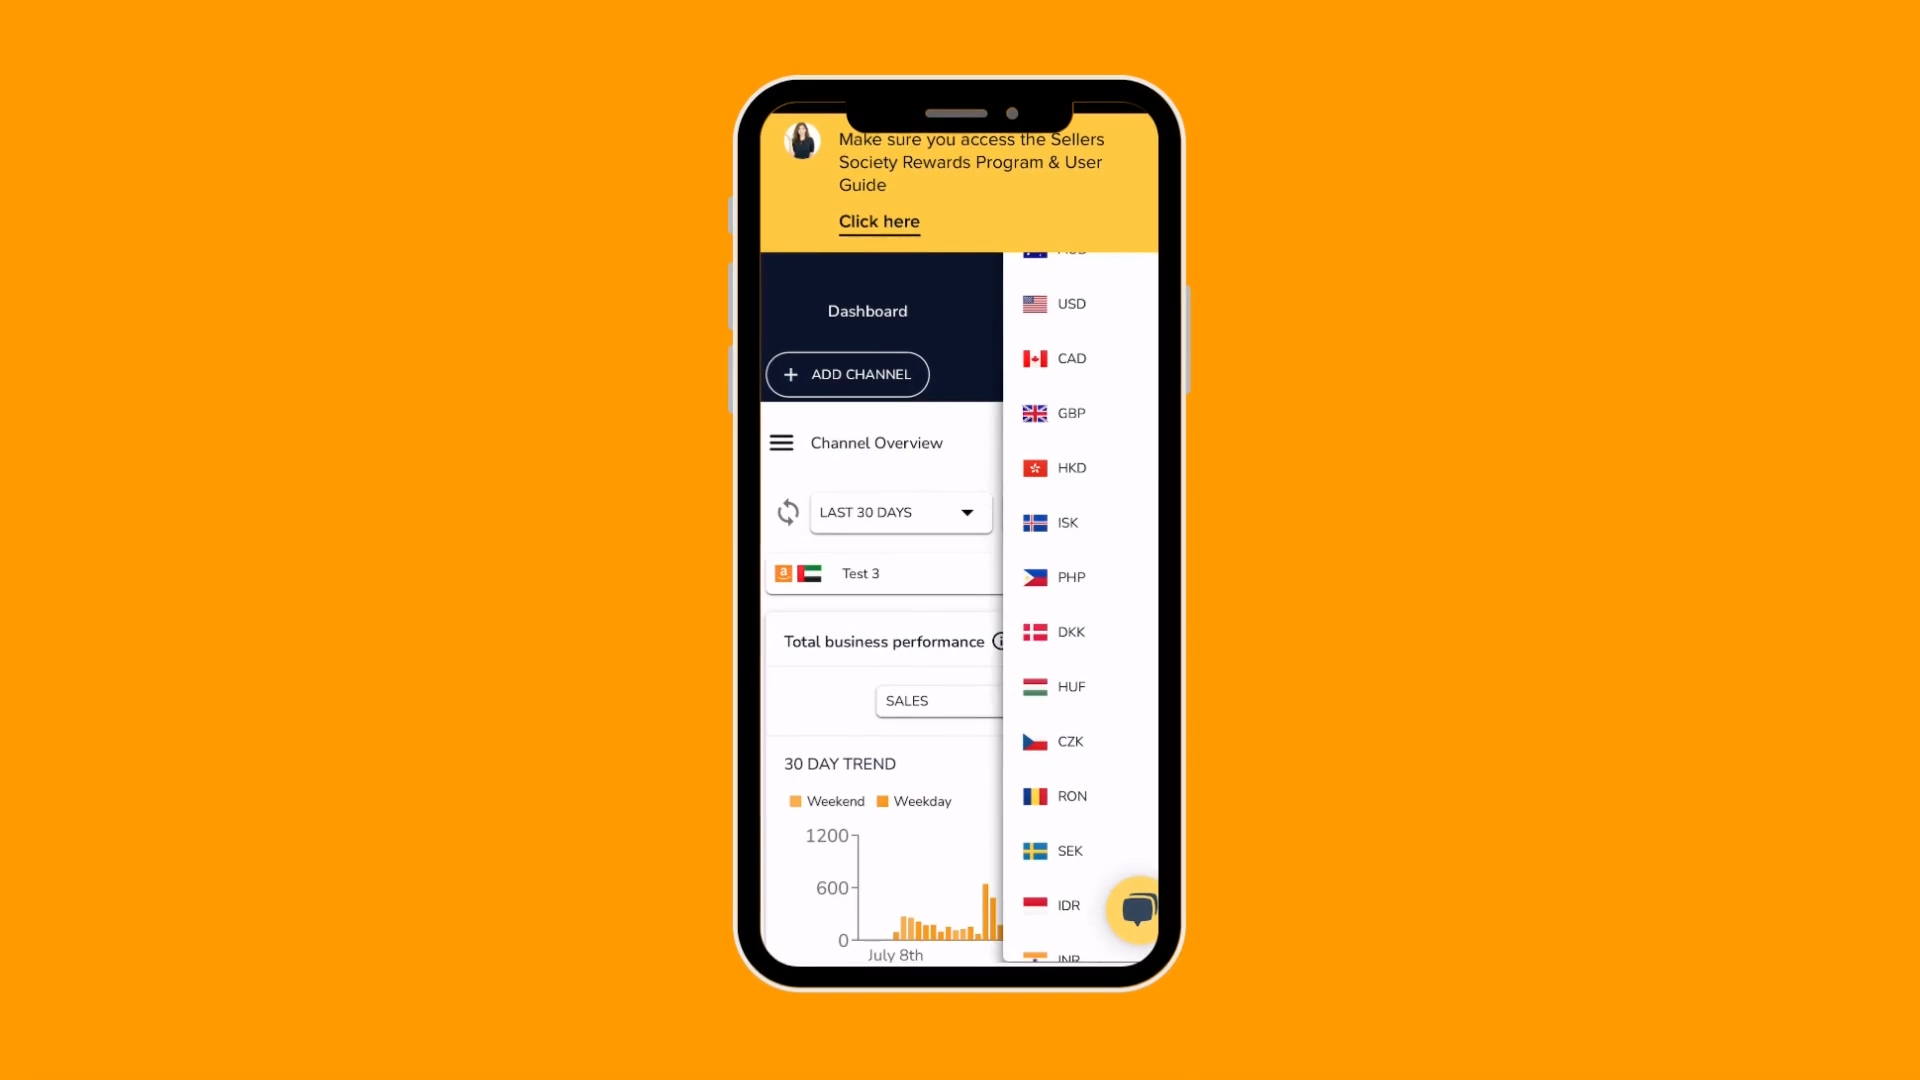 Make sure you access the Sellers
Society Rewards Program & User
Guide
Click here
Dashboard
+ ADD CHANNEL
Channel Overview
LAST 30 DAYS
Test 3
Total business performance
SALES
30 DAY TREND
Weekend
Weekday
1200
600
0
July 8th
USD
CAD
GBP
HKD
ISK
PHP
DKK
HUF
CZK
RON
SEK
IDR
INR